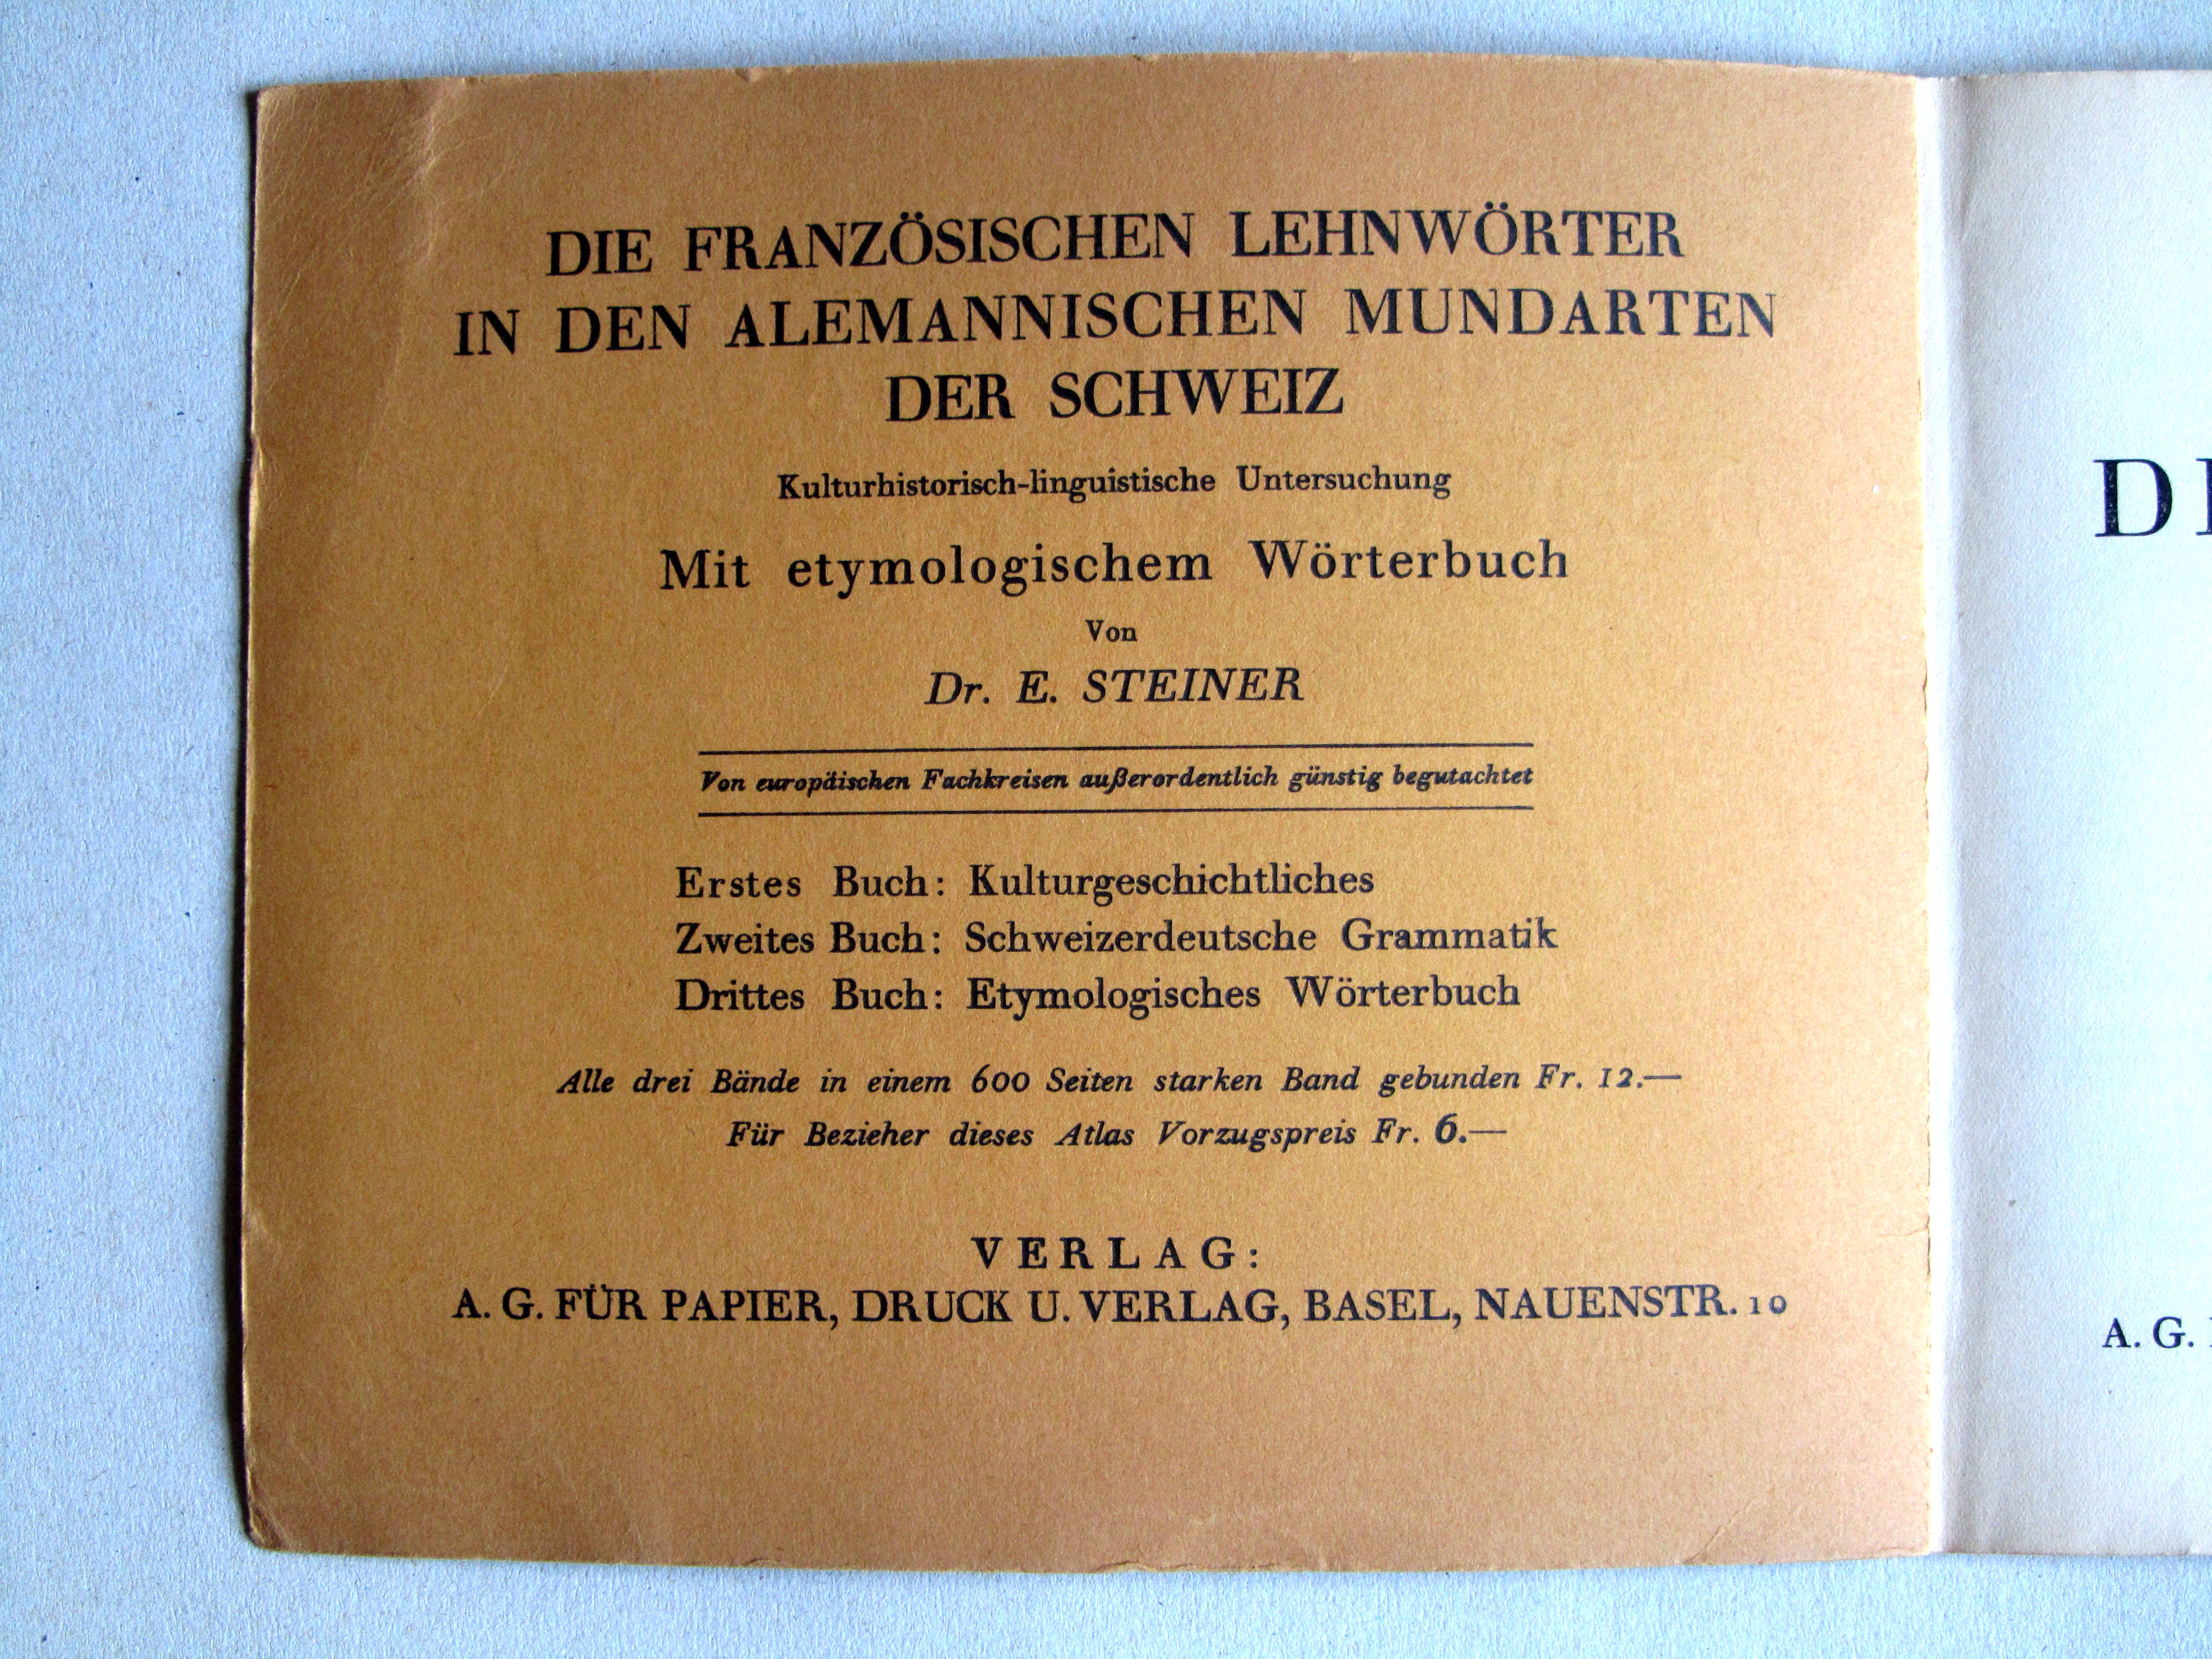 DIE FRANZÖSISCHEN LEHNWÖRTER
IN DEN ALEMANNISCHEN MUNDARTEN
DER SCHWEIZ
Kulturhistorisch-linguistische Untersuchung
Mit etymologischem Wörterbuch
Von
Dr. E. STEINER
Von europäischen Fachkreisen außerordentlich günstig begutachtet
Erstes Buch: Kulturgeschichtliches
Zweites Buch: Schweizerdeutsche Grammatik
Drittes Buch: Etymologisches Wörterbuch
Alle drei Bände in einem 600 Seiten starken Band gebunden Fr. 12.—
Für Bezieher dieses Atlas Vorzugspreis Fr. 6.—
VERLAG:
A. G. FÜR PAPIER, DRUCK U. VERLAG, BASEL, NAUENSTR. 10
A. G.